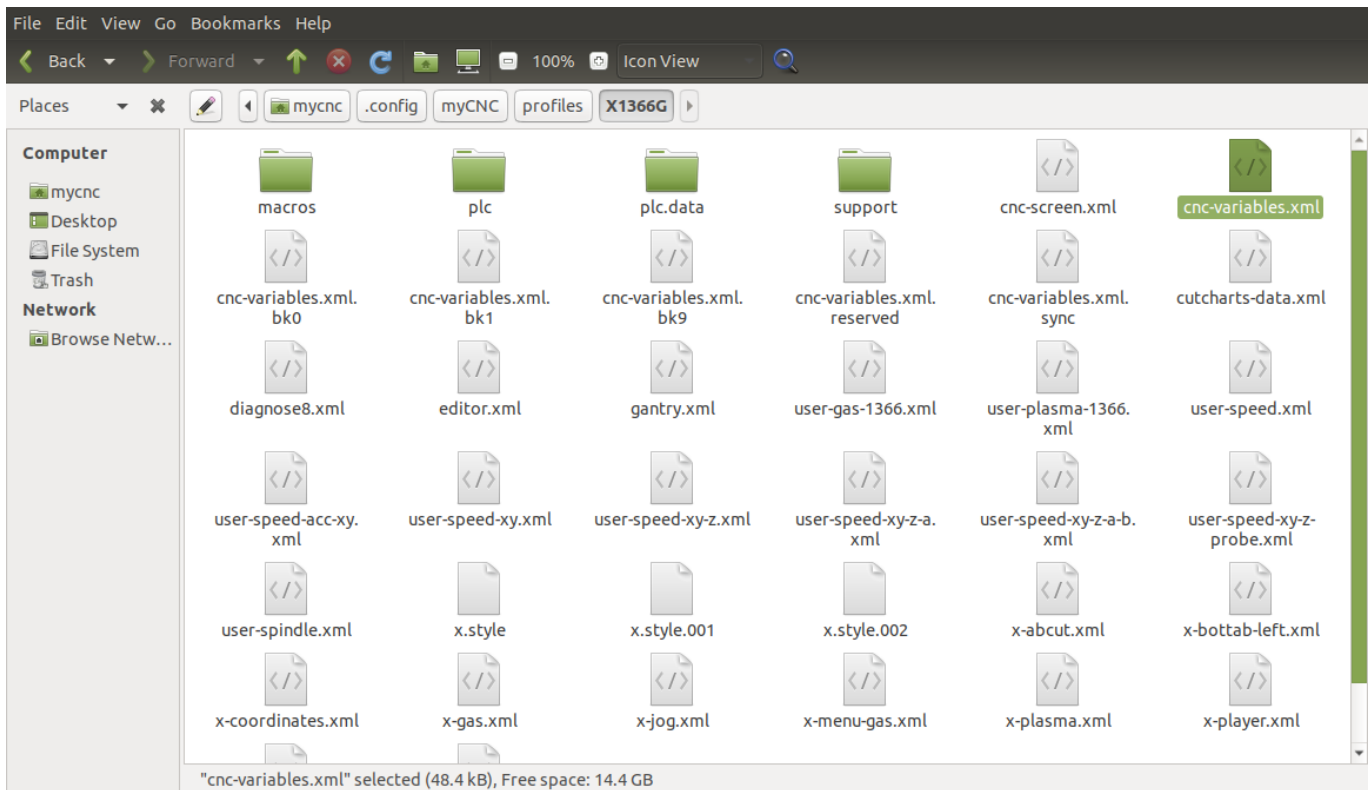 File Edit View Go Bookmarks Help
Back Forward 100% Icon View
Places mycnc .config myCNC profiles X1366G
Computer
mycnc
Desktop
File System
Trash
Network
Browse Netw...
macros plc plc.data support cnc-screen.xml cnc-variables.xml
cnc-variables.xml. cnc-variables.xml. cnc-variables.xml. cnc-variables.xml. cnc-variables.xml. cutcharts-data.xml
bk0 bk1 bk9 reserved sync
diagnose8.xml editor.xml gantry.xml user-gas-1366.xml user-plasma-1366. user-speed.xml
xml
user-speed-acc-xy. user-speed-xy.xml user-speed-xy-z.xml user-speed-xy-z-a. user-speed-xy-z-a-b. user-speed-xy-z-
xml xml xml probe.xml
user-spindle.xml x.style x.style.001 x.style.002 x-abcut.xml x-bottab-left.xml
x-coordinates.xml x-gas.xml x-jog.xml x-menu-gas.xml x-plasma.xml x-player.xml
"cnc-variables.xml" selected (48.4 kB), Free space: 14.4 GB